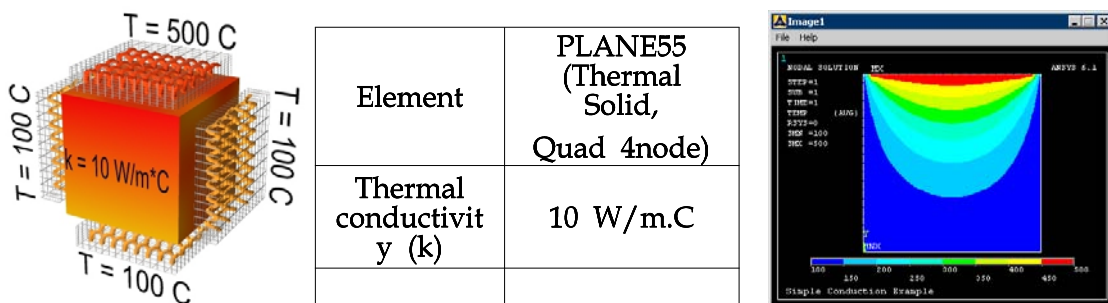 T = 500 C
T = 100 C
T = 100 C
k = 10 W/m*C
T = 100 C
Element
PLANE55
(Thermal
Solid,
Quad 4node)
Thermal
conductivit
y (k)
10 W/m.C
Image1
File Help
1
NODAL SOLUTION
STEP=1
SUB =1
TIME=1
TEMP (AVG)
RSYS=0
SMN =100
SMX =500
MX
ANSYS 6.1
Y
MNX
100 150 200 250 300 350 400 450 500
Simple Conduction Example